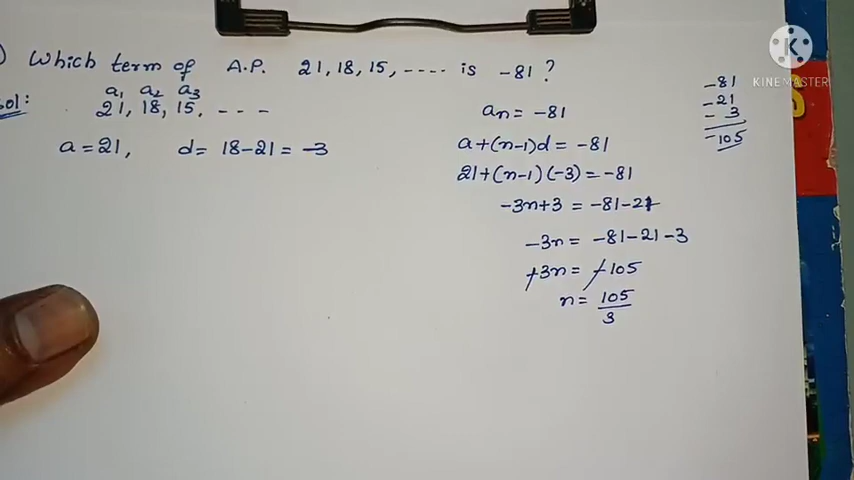 ) Which term of A.P. 21, 18, 15, ---- is -81 ?
sol:
a1 a2 a3
21, 18, 15, - - -
a = 21, d = 18-21 = -3
an = -81
a+(n-1)d = -81
21+(n-1)(-3) = -81
-3n+3 = -81-21
-3n = -81-21-3
-3n = -105
n = 105/3
-81
-21
- 3
-105
K
KINEMASTER